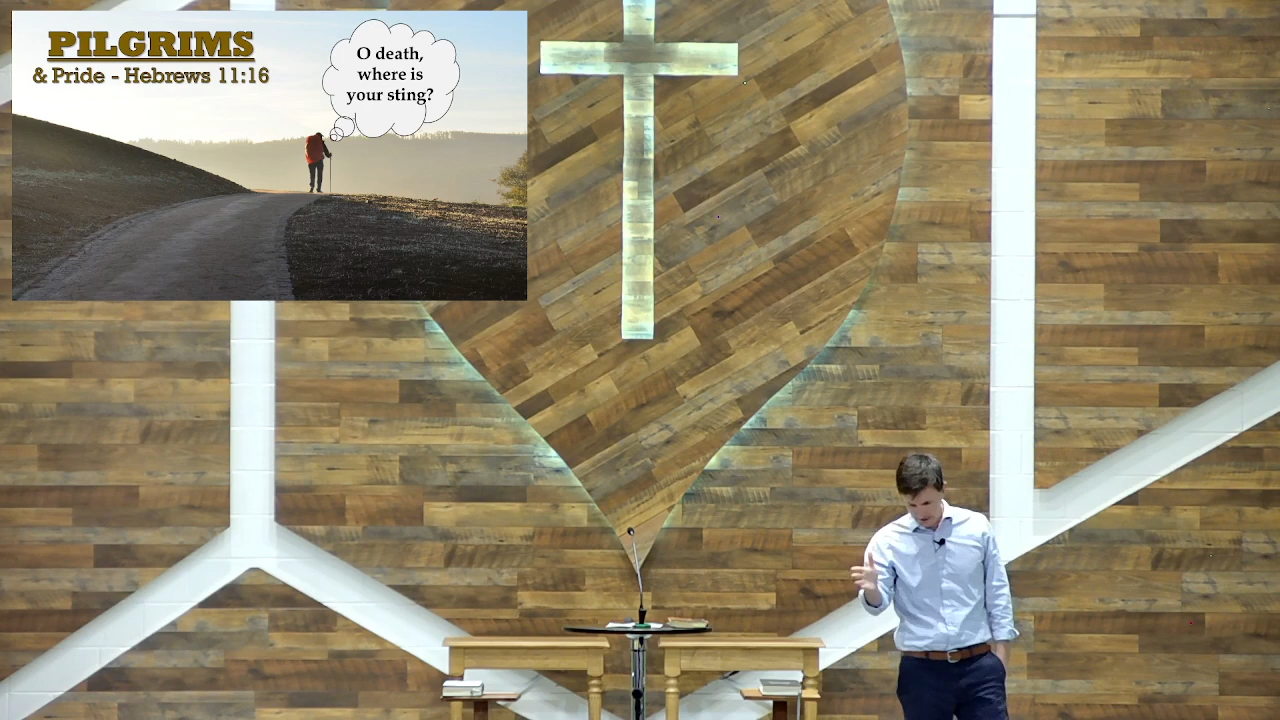 PILGRIMS
& Pride - Hebrews 11:16
O death,
where is
your sting?